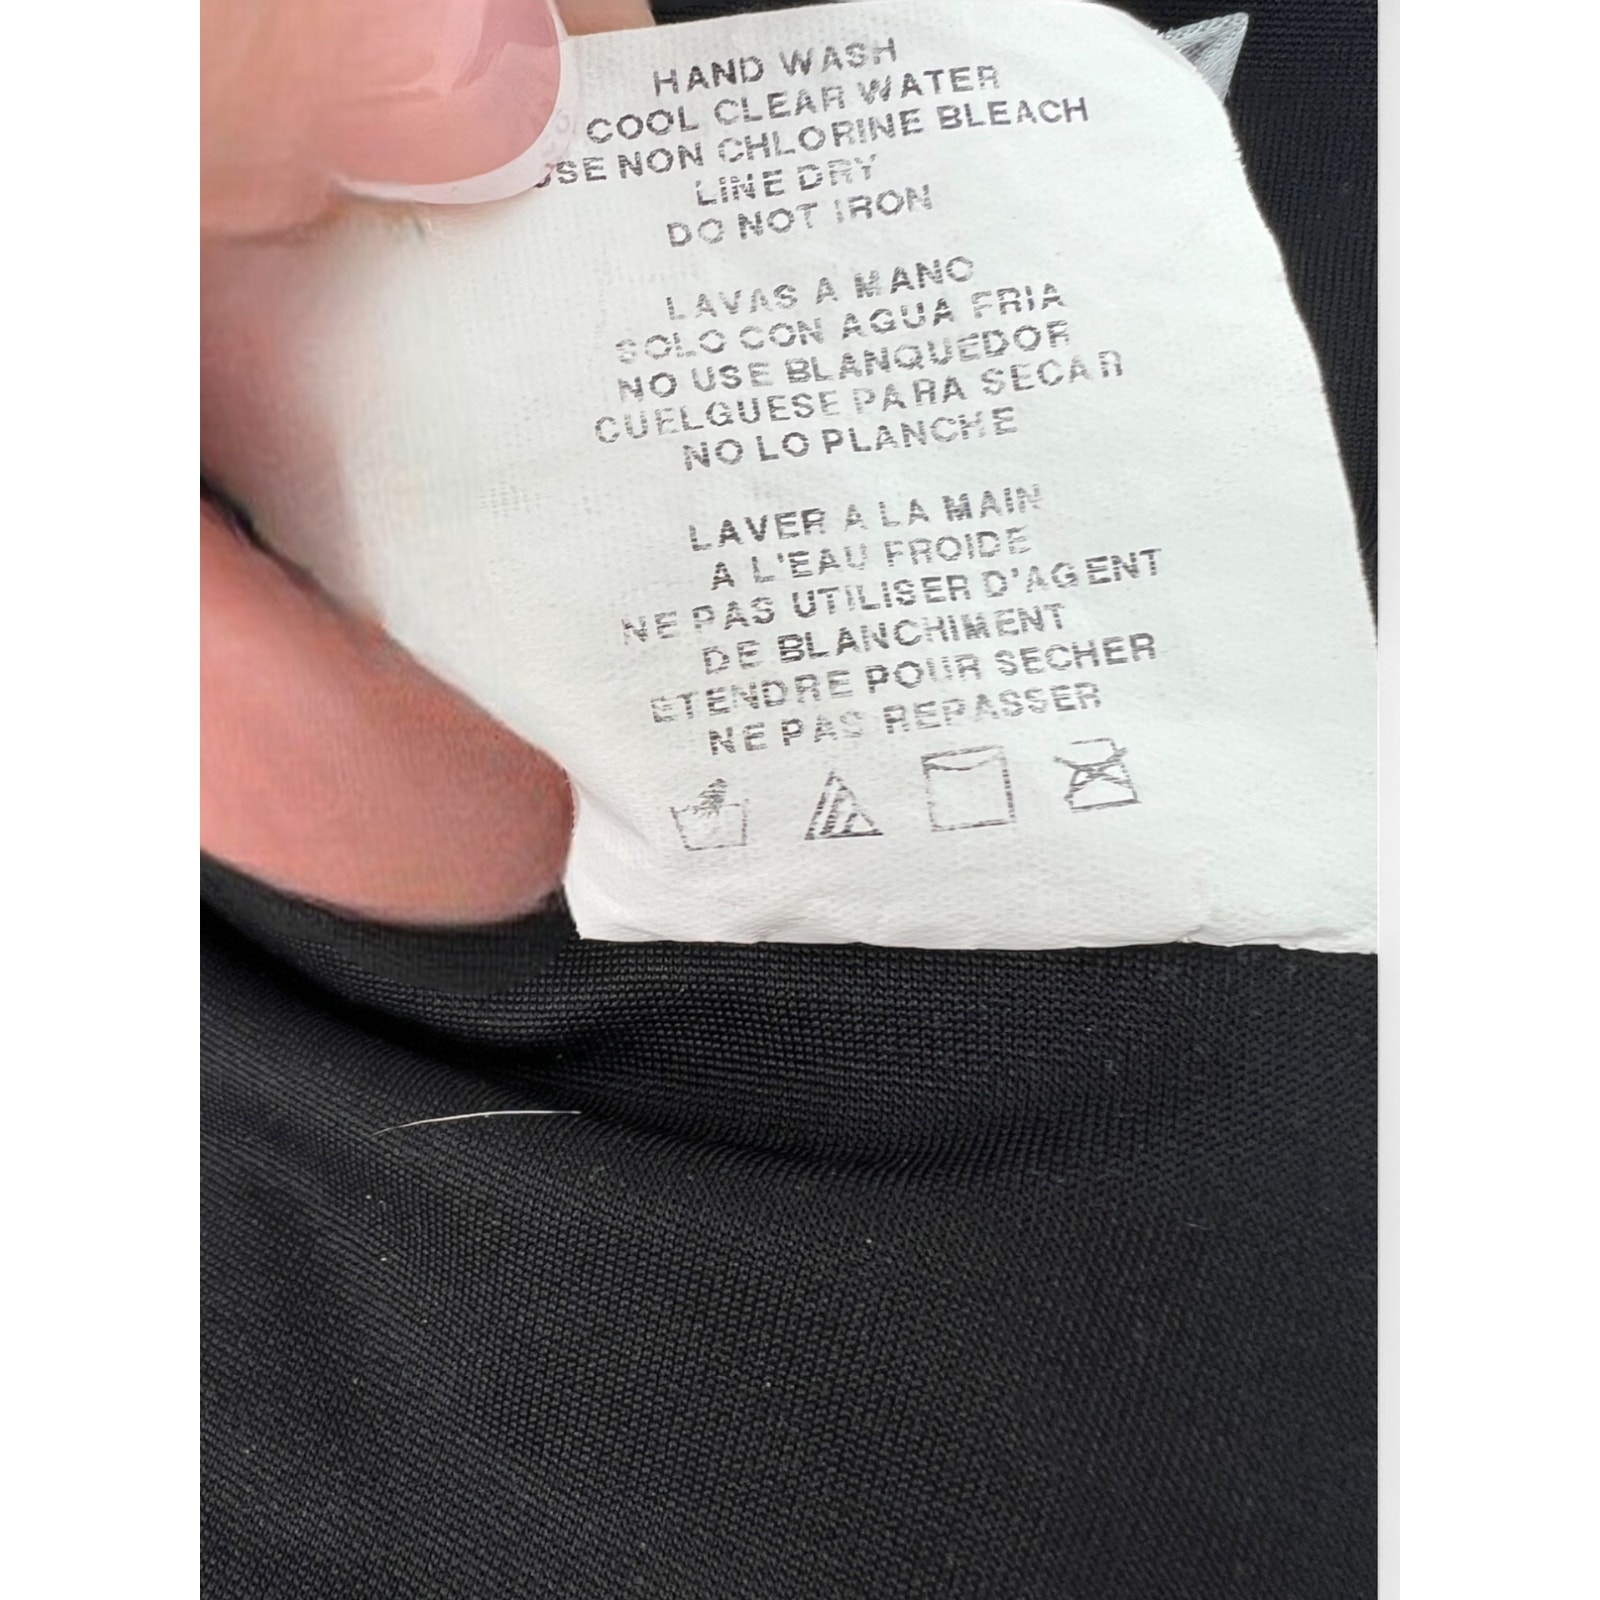 HAND WASH
COOL CLEAR WATER
USE NON CHLORINE BLEACH
LINE DRY
DO NOT IRON
LAVAS A MANO
SOLO CON AGUA FRIA
NO USE BLANQUEDOR
CUELGUESE PARA SECAR
NO LO PLANCHE
LAVER A LA MAIN
A L'EAU FROIDE
NE PAS UTILISER D'AGENT
DE BLANCHIMENT
ETENDRE POUR SECHER
NE PAS REPASSER